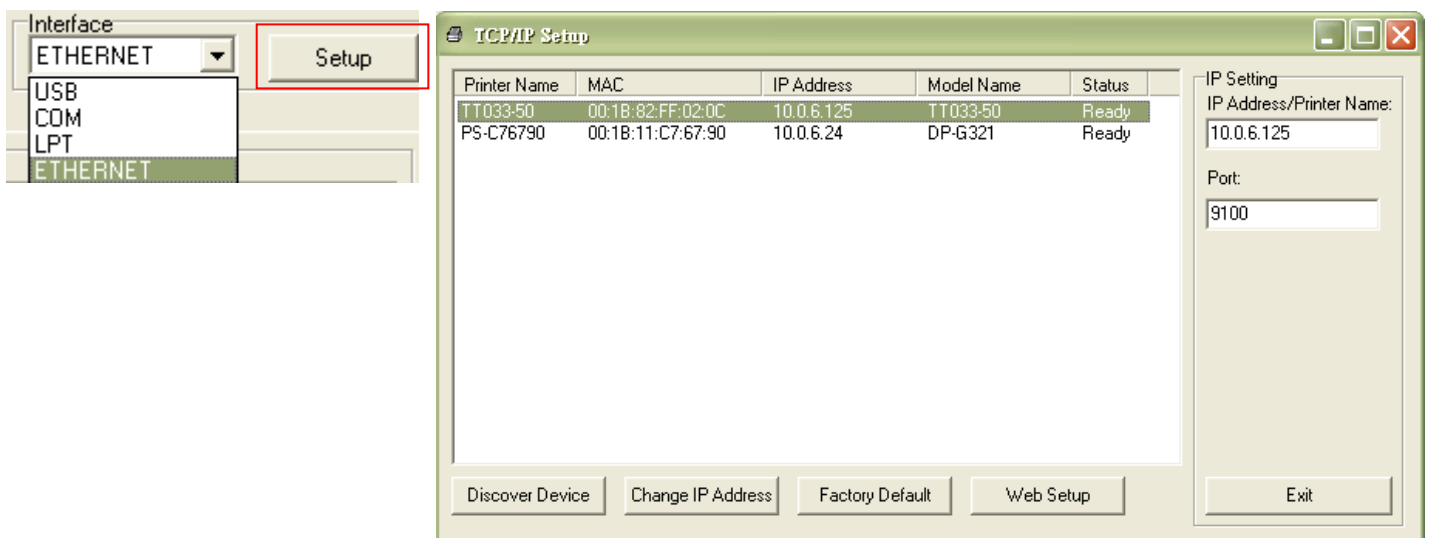 Interface
ETHERNET
Setup
USB
COM
LPT
ETHERNET
TCP/IP Setup
Printer Name MAC IP Address Model Name Status
TT033-50 00:1B:82:FF:02:0C 10.0.6.125 TT033-50 Ready
PS-C76790 00:1B:11:C7:67:90 10.0.6.24 DP-G321 Ready
IP Setting
IP Address/Printer Name:
10.0.6.125
Port:
9100
Discover Device Change IP Address Factory Default Web Setup Exit